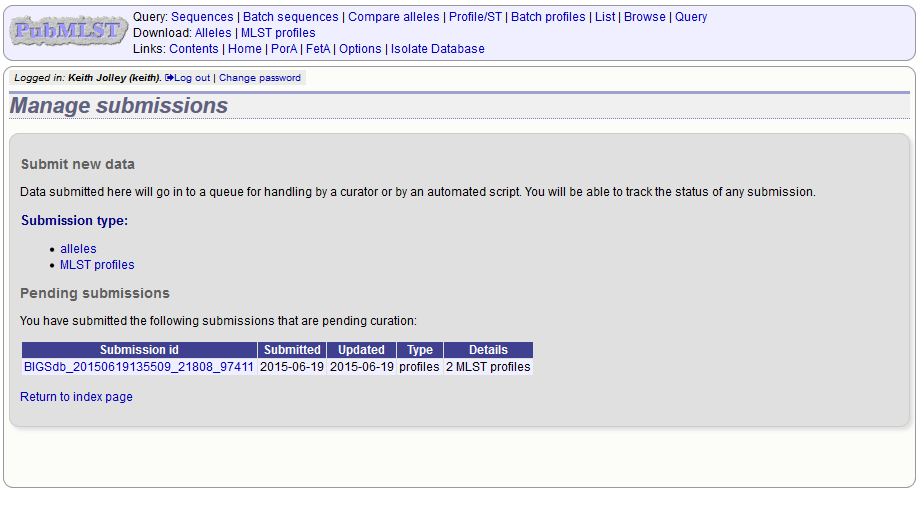 PubMLST
Query: Sequences | Batch sequences | Compare alleles | Profile/ST | Batch profiles | List | Browse | Query
Download: Alleles | MLST profiles
Links: Contents | Home | PorA | FetA | Options | Isolate Database
Logged in: Keith Jolley (keith). Log out | Change password
Manage submissions
Submit new data
Data submitted here will go in to a queue for handling by a curator or by an automated script. You will be able to track the status of any submission.
Submission type:
• alleles
• MLST profiles
Pending submissions
You have submitted the following submissions that are pending curation:
Submission id Submitted Updated Type Details
BIGSdb_20150619135509_21808_97411 2015-06-19 2015-06-19 profiles 2 MLST profiles
Return to index page